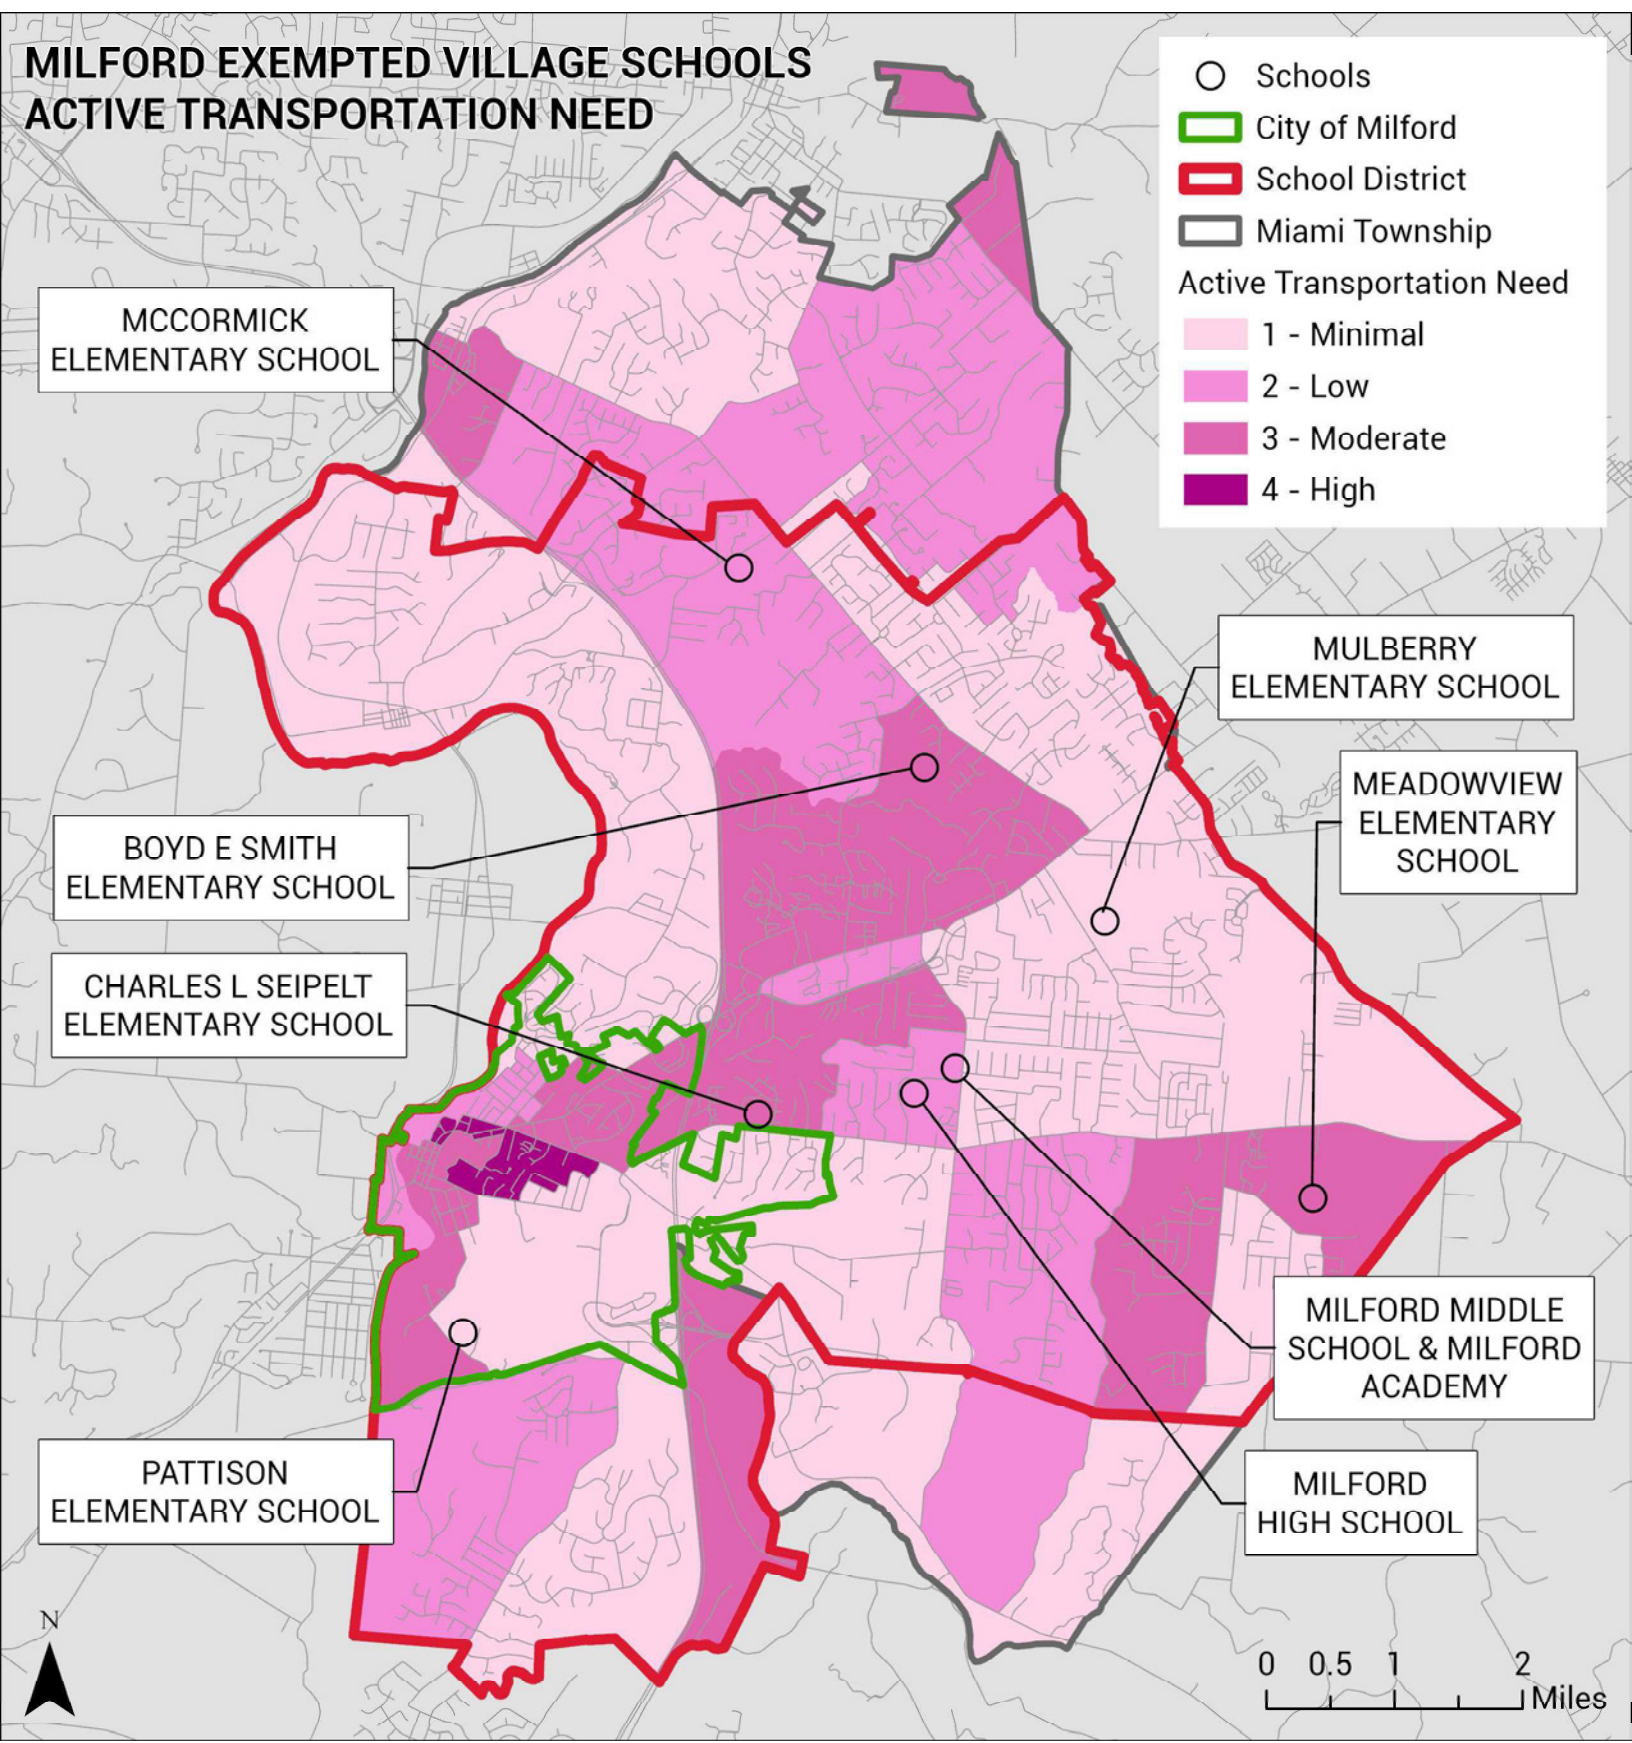 MILFORD EXEMPTED VILLAGE SCHOOLS
ACTIVE TRANSPORTATION NEED
Schools
City of Milford
School District
Miami Township
Active Transportation Need
1 - Minimal
2 - Low
3 - Moderate
4 - High
MCCORMICK
ELEMENTARY SCHOOL
MULBERRY
ELEMENTARY SCHOOL
MEADOWVIEW
ELEMENTARY
SCHOOL
BOYD E SMITH
ELEMENTARY SCHOOL
CHARLES L SEIPELT
ELEMENTARY SCHOOL
MILFORD MIDDLE
SCHOOL & MILFORD
ACADEMY
PATTISON
ELEMENTARY SCHOOL
MILFORD
HIGH SCHOOL
N
0 0.5 1 2
Miles